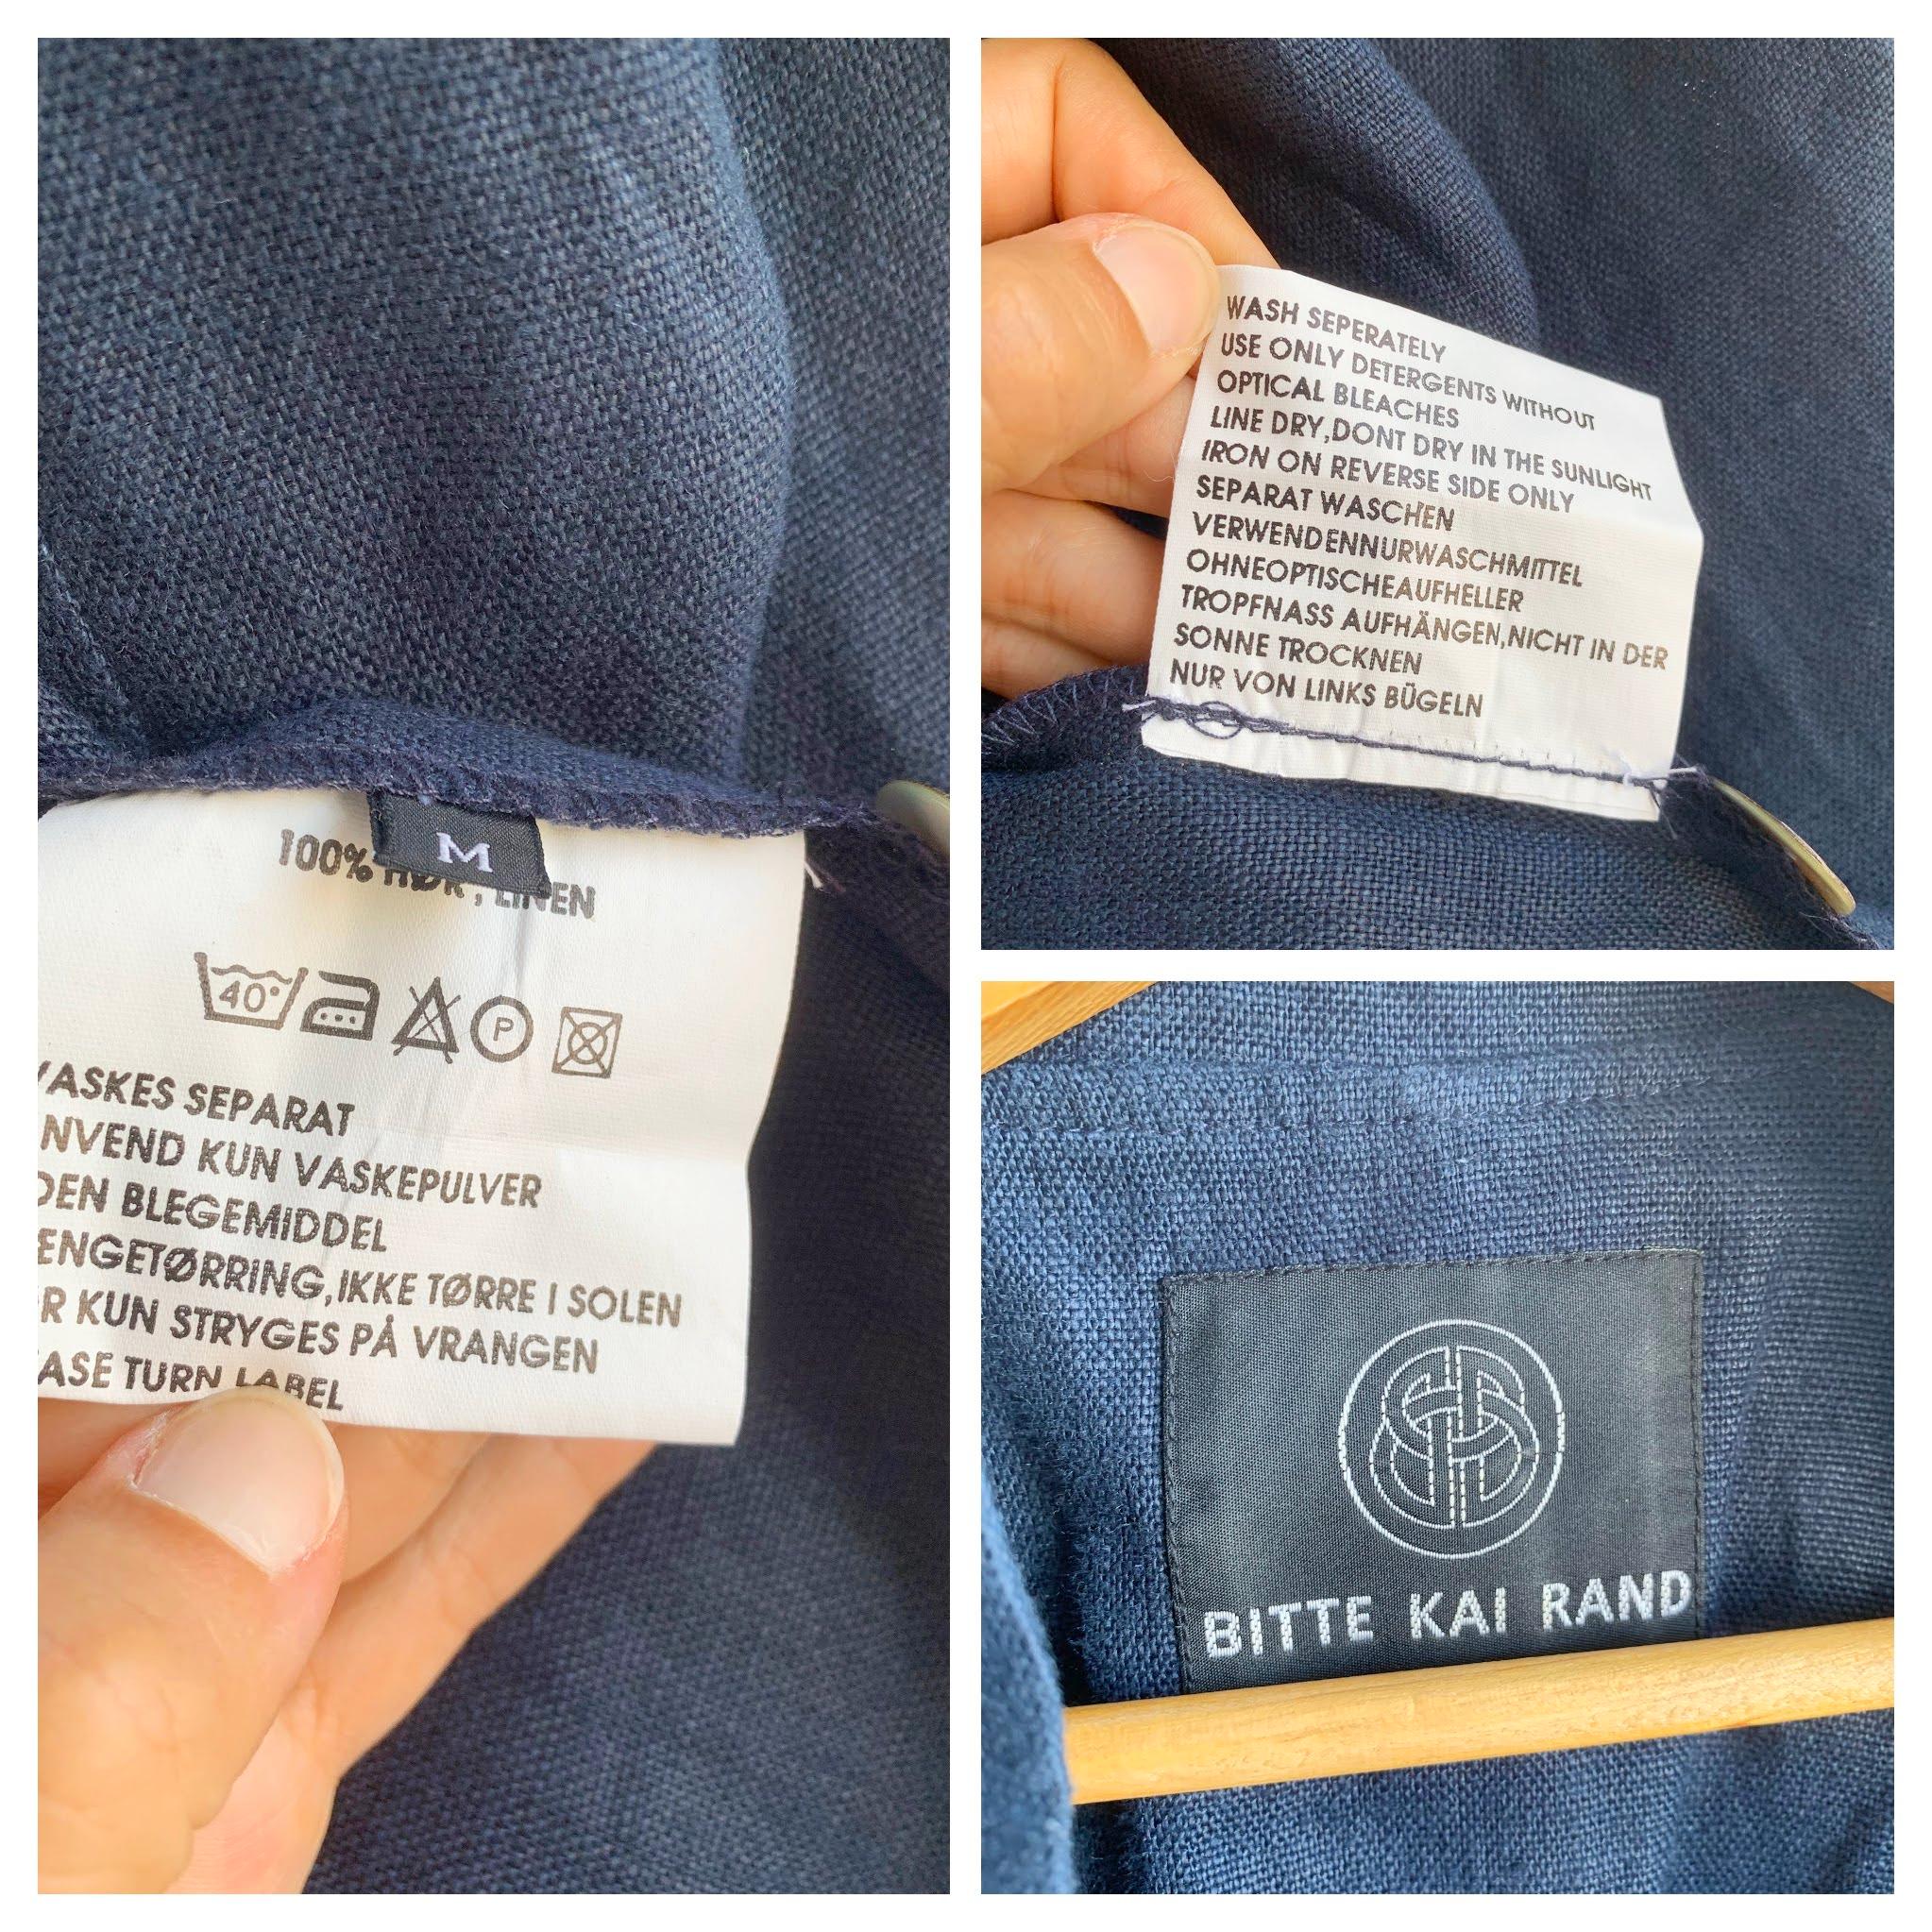 M
100% HØR, LINEN
40°
P
VASKES SEPARAT
NVEND KUN VASKEPULVER
DEN BLEGEMIDDEL
ENGETØRRING,IKKE TØRRE I SOLEN
R KUN STRYGES PÅ VRANGEN
EASE TURN LABEL
WASH SEPERATELY
USE ONLY DETERGENTS WITHOUT
OPTICAL BLEACHES
LINE DRY,DONT DRY IN THE SUNLIGHT
IRON ON REVERSE SIDE ONLY
SEPARAT WASCHEN
VERWENDENNURWASCHMITTEL
OHNEOPTISCHEAUFHELLER
TROPFNASS AUFHÄNGEN,NICHT IN DER
SONNE TROCKNEN
NUR VON LINKS BÜGELN
BITTE KAI RAND